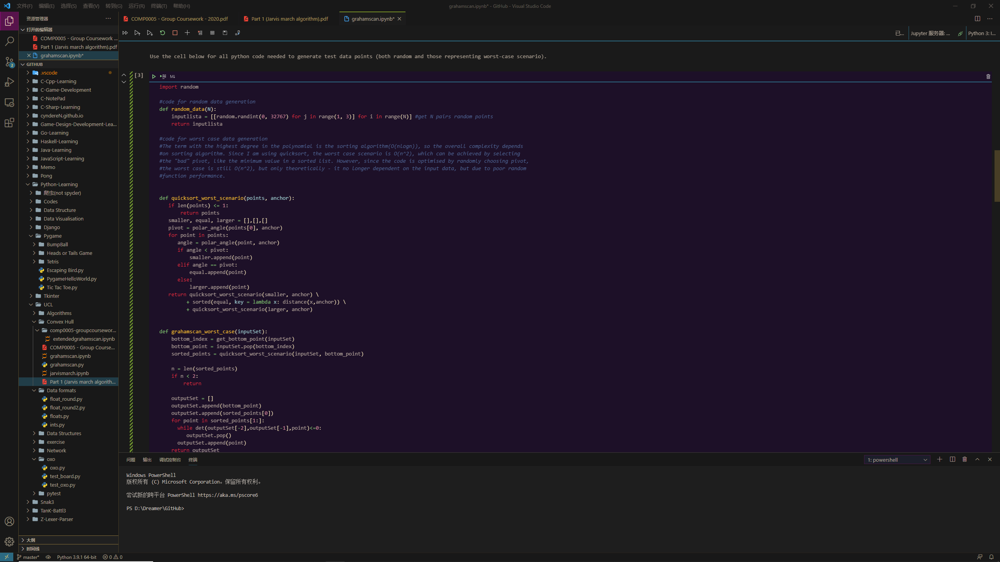 文件(F) 编辑(E) 选择(S) 查看(V) 转到(G) 运行(R) 终端(T) 帮助(H)
grahamscan.ipynb* - GitHub - Visual Studio Code
资源管理器
打开的编辑器
COMP0005 - Group Coursework ...
Part 1 (Jarvis march algorithm).pdf
grahamscan.ipynb*
GITHUB
.vscode
C-Cpp-Learning
C-Game-Development
C-NotePad
C-Sharp-Learning
cyndereN.github.io
Game-Design-Development-Lea...
Go-Learning
Haskell-Learning
Java-Learning
JavaScript-Learning
Memo
Pong
Python-Learning
爬虫(not spyder)
Codes
Data Structure
Data Visualisation
Django
Pygame
BumpBall
Heads or Tails Game
Tetris
Escaping Bird.py
PygameHelloWorld.py
Tic Tac Toe.py
Tkinter
UCL
Algorithms
Convex Hull
comp0005-groupcoursewor...
extendedgrahamscan.ipynb
COMP0005 - Group Course...
grahamscan.ipynb
grahamscan.py
jarvismarch.ipynb
Part 1 (Jarvis march algorith...
Data formats
float_round.py
float_round2.py
floats.py
ints.py
Data Structures
exercise
Network
oxo
oxo.py
test_board.py
test_oxo.py
pytest
Snak3
TanK-Battl3
Z-Lexer-Parser
大纲
时间线
COMP0005 - Group Coursework - 2020.pdf
Part 1 (Jarvis march algorithm).pdf
grahamscan.ipynb*
已... Jupyter 服务器: ... Python 3: I...
Use the cell below for all python code needed to generate test data points (both random and those representing worst-case scenario).
[3]
M↓
import random
#code for random data generation
def random_data(N):
inputlista = [[random.randint(0, 32767) for j in range(1, 3)] for i in range(N)] #get N pairs random points
return inputlista
#code for worst case data generation
#The term with the highest degree in the polynomial is the sorting algorithm(O(nlogn)), so the overall complexity depends
#on sorting algorithm. Since I am using quicksort, the worst case scenario is O(n^2), which can be achieved by selecting
#the "bad" pivot, like the minimum value in a sorted list. However, since the code is optimised by randomly choosing pivot,
#the worst case is still O(n^2), but only theoretically - it no longer dependent on the input data, but due to poor random
#function performance.
def quicksort_worst_scenario(points, anchor):
if len(points) <= 1:
return points
smaller, equal, larger = [],[],[]
pivot = polar_angle(points[0], anchor)
for point in points:
angle = polar_angle(point, anchor)
if angle < pivot:
smaller.append(point)
elif angle == pivot:
equal.append(point)
else:
larger.append(point)
return quicksort_worst_scenario(smaller, anchor) \
+ sorted(equal, key = lambda x: distance(x,anchor)) \
+ quicksort_worst_scenario(larger, anchor)
def grahamscan_worst_case(inputSet):
bottom_index = get_bottom_point(inputSet)
bottom_point = inputSet.pop(bottom_index)
sorted_points = quicksort_worst_scenario(inputSet, bottom_point)
n = len(sorted_points)
if n < 2:
return
outputSet = []
outputSet.append(bottom_point)
outputSet.append(sorted_points[0])
for point in sorted_points[1:]:
while det(outputSet[-2],outputSet[-1],point)<=0:
outputSet.pop()
outputSet.append(point)
return outputSet
问题 输出 调试控制台 终端
1: powershell
Windows PowerShell
版权所有 (C) Microsoft Corporation。保留所有权利。
尝试新的跨平台 PowerShell https://aka.ms/pscore6
PS D:\Dreamer\GitHub>
2
master* Python 3.9.1 64-bit 0 0